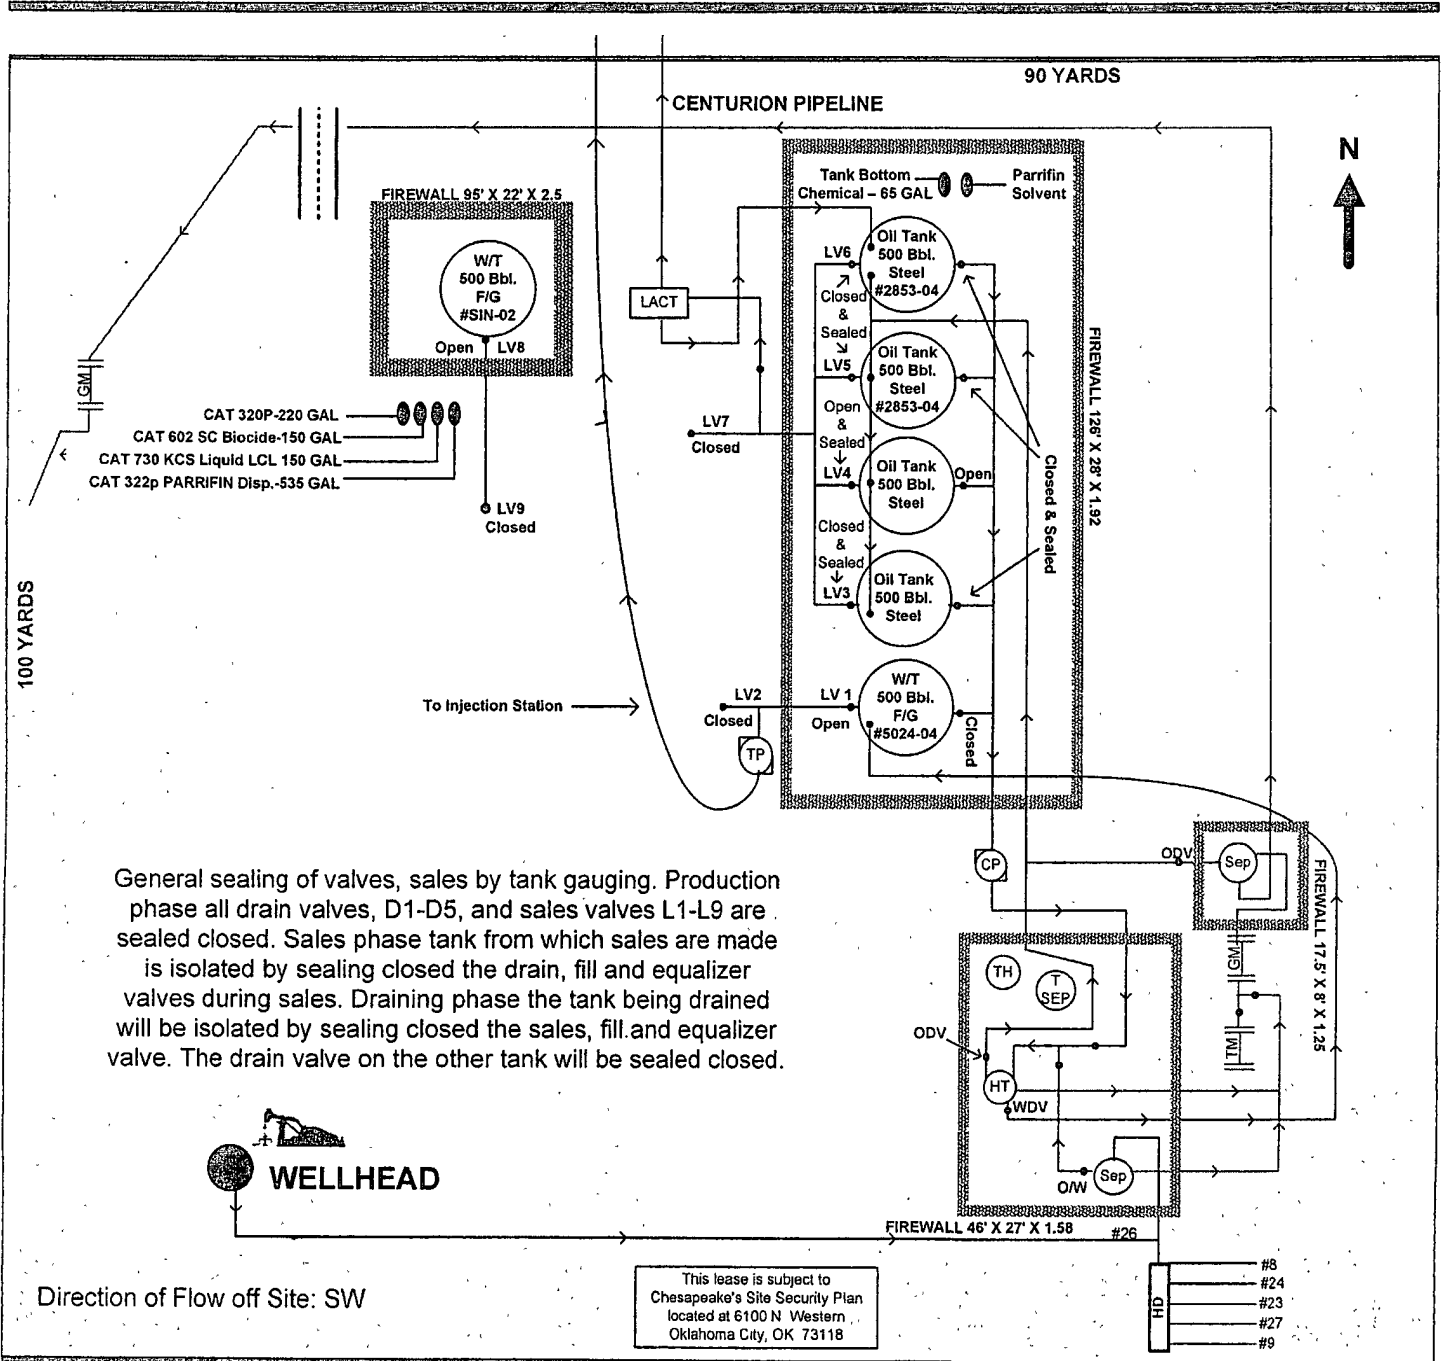 90 YARDS
CENTURION PIPELINE
N
Tank Bottom
Chemical – 65 GAL
Parrifin
Solvent
FIREWALL 95' X 22' X 2.5
W/T
500 Bbl.
F/G
#SIN-02
Open
LV8
LACT
LV6
Oil Tank
500 Bbl.
Steel
#2853-04
Closed
&
Sealed
LV5
Oil Tank
500 Bbl.
Steel
#2853-04
FIREWALL 126' X 28' X 1.92
GM
CAT 320P-220 GAL
CAT 602 SC Biocide-150 GAL
CAT 730 KCS Liquid LCL 150 GAL
CAT 322p PARRIFIN Disp.-535 GAL
LV9
Closed
LV7
Closed
Open
&
Sealed
LV4
Oil Tank
500 Bbl.
Steel
Open
Closed & Sealed
Closed
&
Sealed
LV3
Oil Tank
500 Bbl.
Steel
100 YARDS
To Injection Station
LV2
Closed
LV 1
Open
W/T
500 Bbl.
F/G
#5024-04
Closed
TP
CP
ODV
Sep
FIREWALL 17.5' X 8' X 1.25
General sealing of valves, sales by tank gauging. Production
phase all drain valves, D1-D5, and sales valves L1-L9 are
sealed closed. Sales phase tank from which sales are made
is isolated by sealing closed the drain, fill and equalizer
valves during sales. Draining phase the tank being drained
will be isolated by sealing closed the sales, fill and equalizer
valve. The drain valve on the other tank will be sealed closed.
TH
T
SEP
GM
TM
ODV
HT
WDV
O/W
Sep
WELLHEAD
FIREWALL 46' X 27' X 1.58
#26
HD
#8
#24
#23
#27
#9
Direction of Flow off Site: SW
This lease is subject to
Chesapeake's Site Security Plan
located at 6100 N Western
Oklahoma City, OK 73118